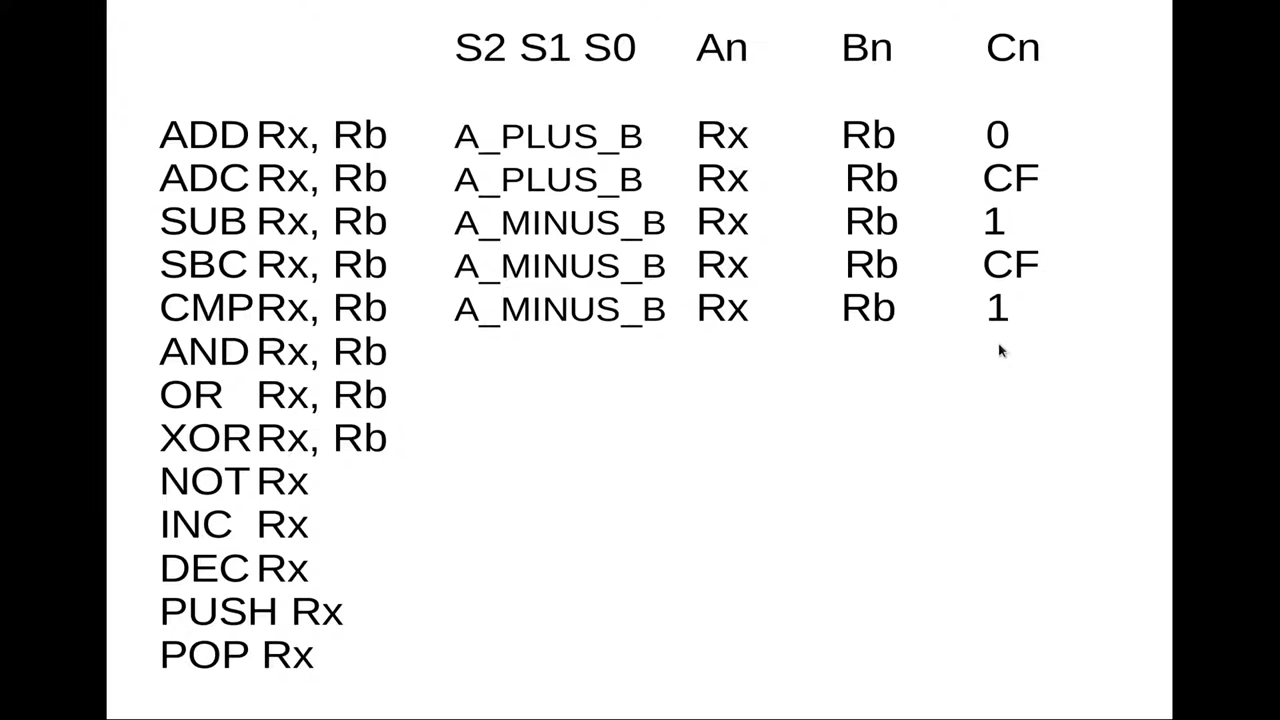 S2 S1 S0 An Bn Cn
ADD Rx, Rb A_PLUS_B Rx Rb 0
ADC Rx, Rb A_PLUS_B Rx Rb CF
SUB Rx, Rb A_MINUS_B Rx Rb 1
SBC Rx, Rb A_MINUS_B Rx Rb CF
CMP Rx, Rb A_MINUS_B Rx Rb 1
AND Rx, Rb
OR Rx, Rb
XOR Rx, Rb
NOT Rx
INC Rx
DEC Rx
PUSH Rx
POP Rx